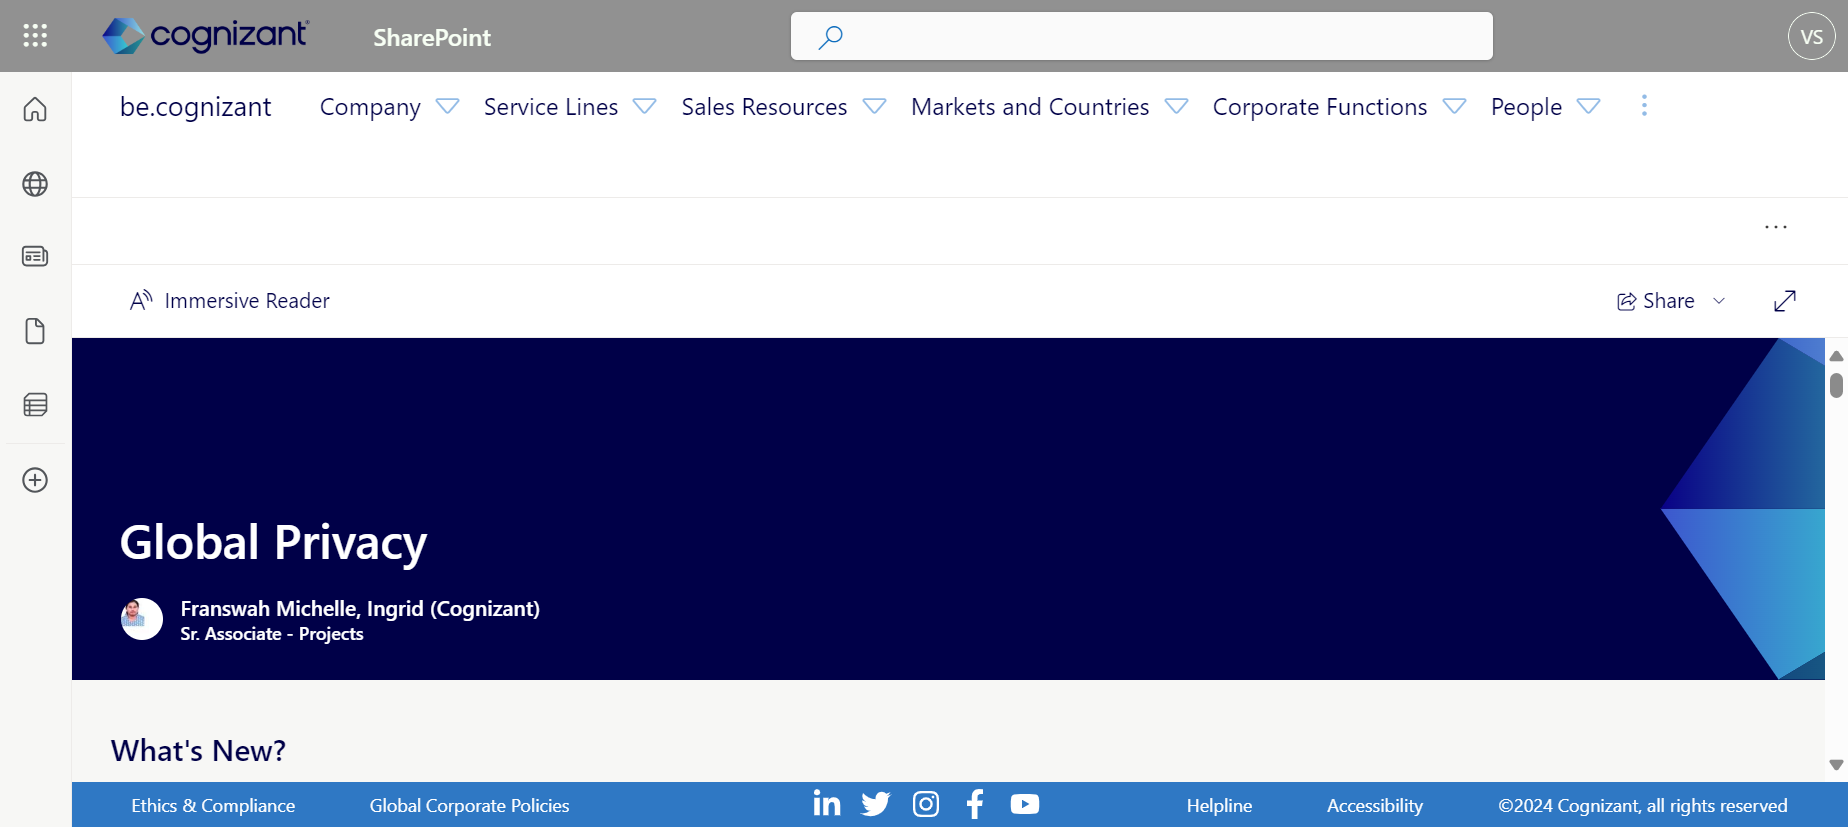 cognizant
SharePoint
VS
be.cognizant
Company
Service Lines
Sales Resources
Markets and Countries
Corporate Functions
People
Immersive Reader
Share
Global Privacy
Franswah Michelle, Ingrid (Cognizant)
Sr. Associate - Projects
What's New?
Ethics & Compliance
Global Corporate Policies
Helpline
Accessibility
©2024 Cognizant, all rights reserved